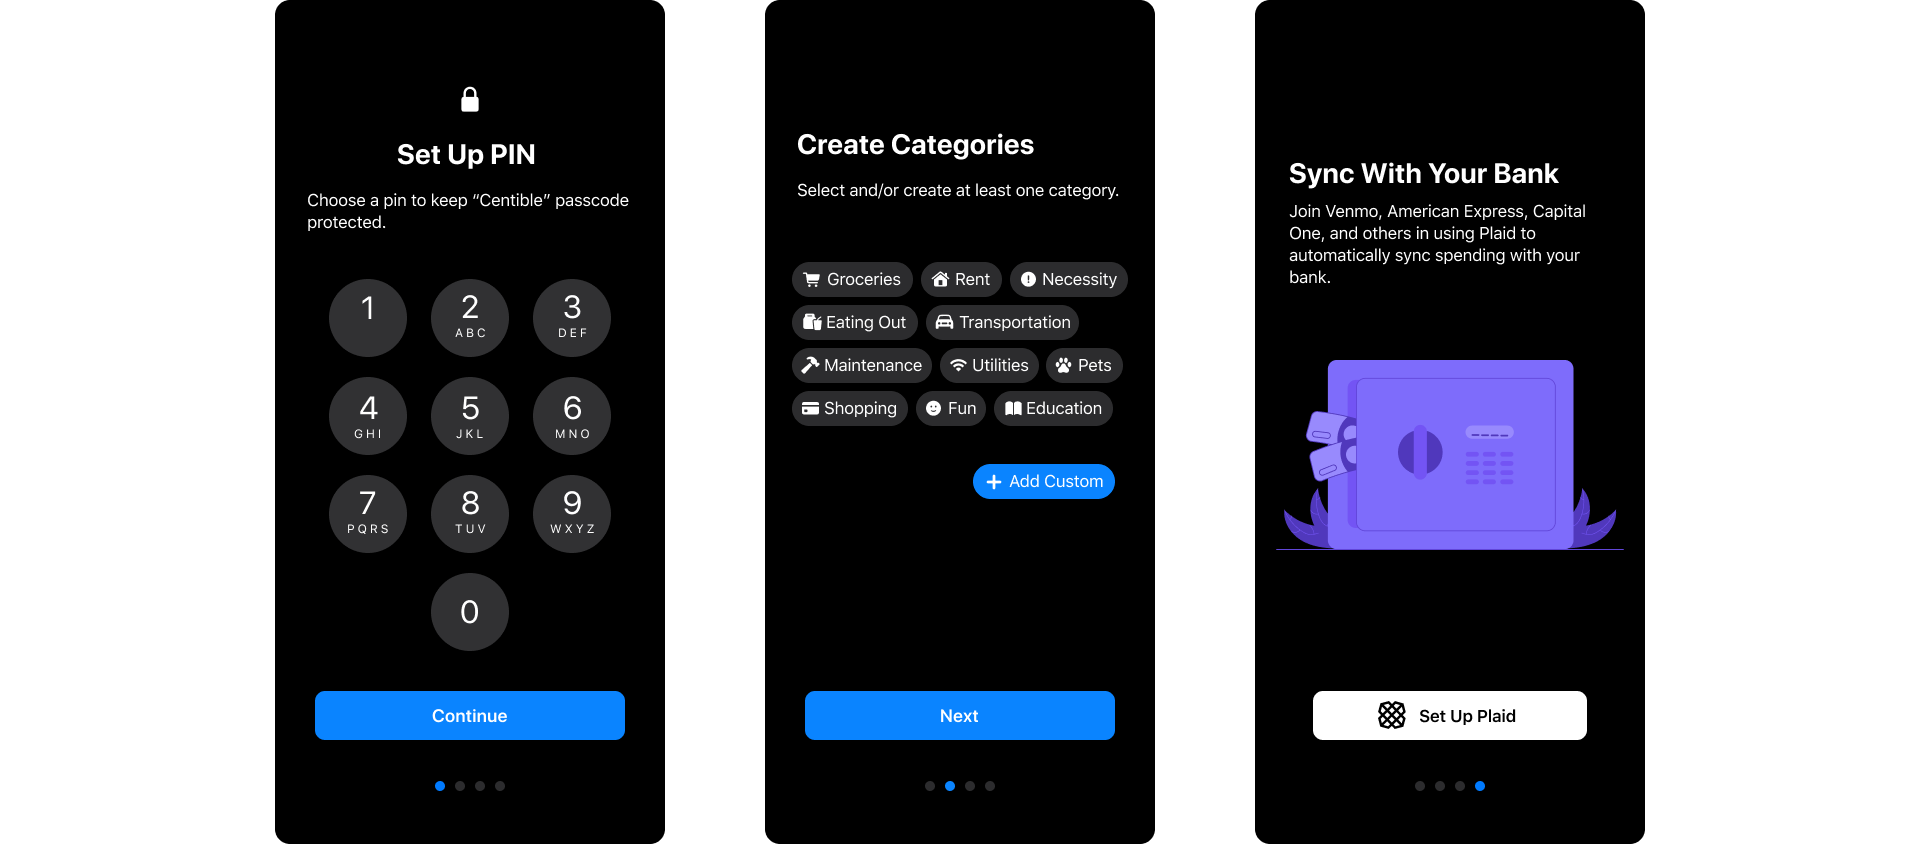 Set Up PIN
Choose a pin to keep “Centible” passcode
protected.
1
2
ABC
3
DEF
4
GHI
5
JKL
6
MNO
7
PQRS
8
TUV
9
WXYZ
0
Continue
Create Categories
Select and/or create at least one category.
Groceries
Rent
Necessity
Eating Out
Transportation
Maintenance
Utilities
Pets
Shopping
Fun
Education
Add Custom
Next
Sync With Your Bank
Join Venmo, American Express, Capital
One, and others in using Plaid to
automatically sync spending with your
bank.
Set Up Plaid